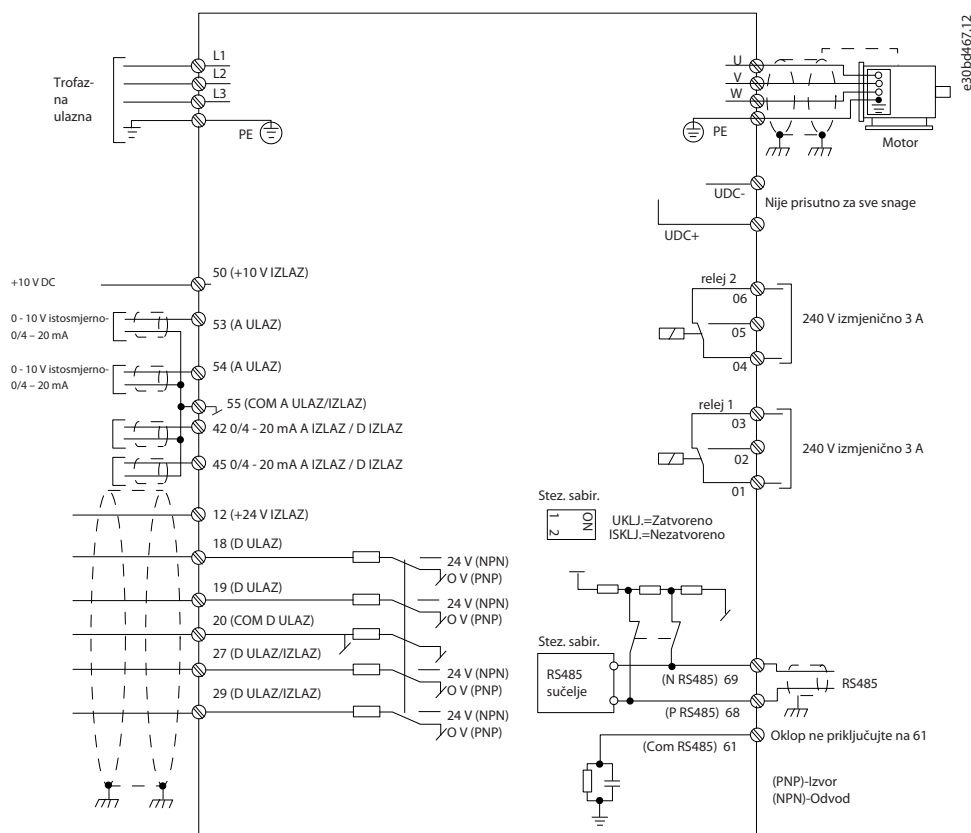 e30bd467.12
Trofaz-
na
ulazna
L1
L2
L3
PE
U
V
W
PE
Motor
UDC-
Nije prisutno za sve snage
UDC+
+10 V DC
50 (+10 V IZLAZ)
0 - 10 V istosmjerno-
0/4 – 20 mA
53 (A ULAZ)
0 - 10 V istosmjerno-
0/4 – 20 mA
54 (A ULAZ)
55 (COM A ULAZ/IZLAZ)
42 0/4 - 20 mA A IZLAZ / D IZLAZ
45 0/4 - 20 mA A IZLAZ / D IZLAZ
relej 2
06
05
04
240 V izmjenično 3 A
relej 1
03
02
01
240 V izmjenično 3 A
12 (+24 V IZLAZ)
18 (D ULAZ)
24 V (NPN)
O V (PNP)
19 (D ULAZ)
24 V (NPN)
O V (PNP)
20 (COM D ULAZ)
27 (D ULAZ/IZLAZ)
24 V (NPN)
O V (PNP)
29 (D ULAZ/IZLAZ)
24 V (NPN)
O V (PNP)
Stez. sabir.
ON
1 2
UKLJ.=Zatvoreno
ISKLJ.=Nezatvoreno
Stez. sabir.
RS485
sučelje
(N RS485) 69
RS485
(P RS485) 68
(Com RS485) 61
Oklop ne priključujte na 61
(PNP)-Izvor
(NPN)-Odvod